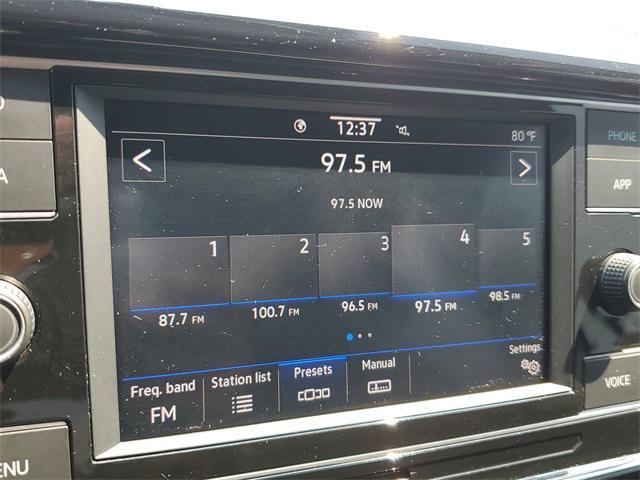 12:37
80 °F
PHONE
97.5 FM
APP
97.5 NOW
1 2 3 4 5
87.7 FM 100.7 FM 96.5 FM 97.5 FM 98.5 FM
Freq. band Station list Presets Manual Settings
FM
VOICE